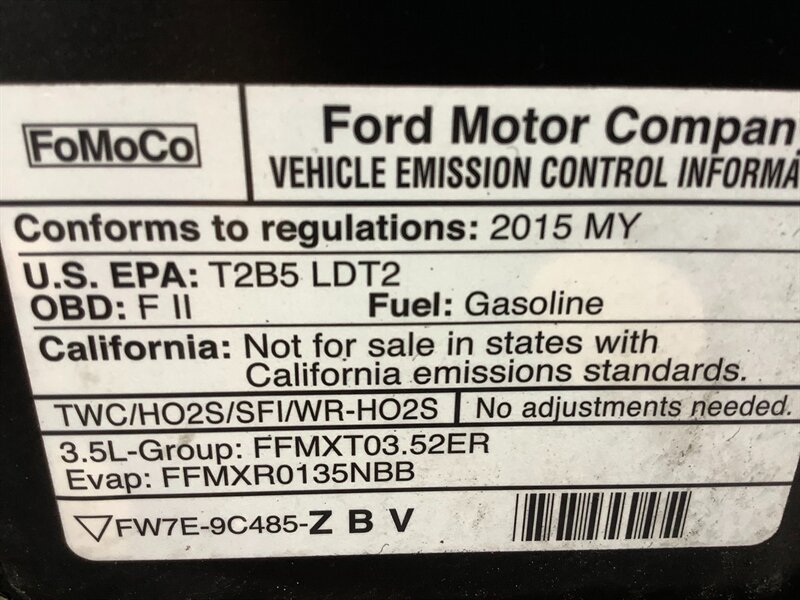 FoMoCo
Ford Motor Compan
VEHICLE EMISSION CONTROL INFORMA
Conforms to regulations: 2015 MY
U.S. EPA: T2B5 LDT2
OBD: F II Fuel: Gasoline
California: Not for sale in states with
California emissions standards.
TWC/HO2S/SFI/WR-HO2S No adjustments needed.
3.5L-Group: FFMXT03.52ER
Evap: FFMXR0135NBB
FW7E-9C485-Z B V